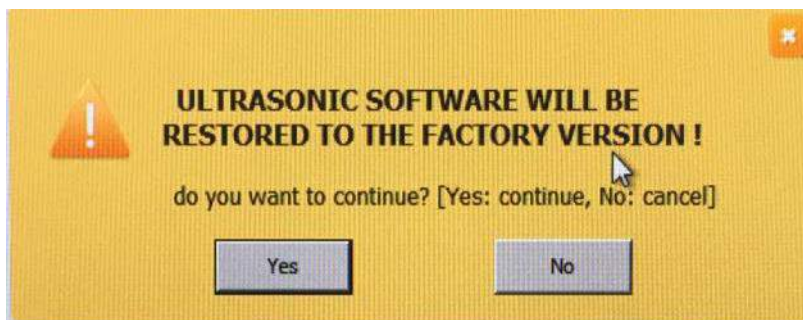 ULTRASONIC SOFTWARE WILL BE
RESTORED TO THE FACTORY VERSION !
do you want to continue? [Yes: continue, No: cancel]
Yes
No